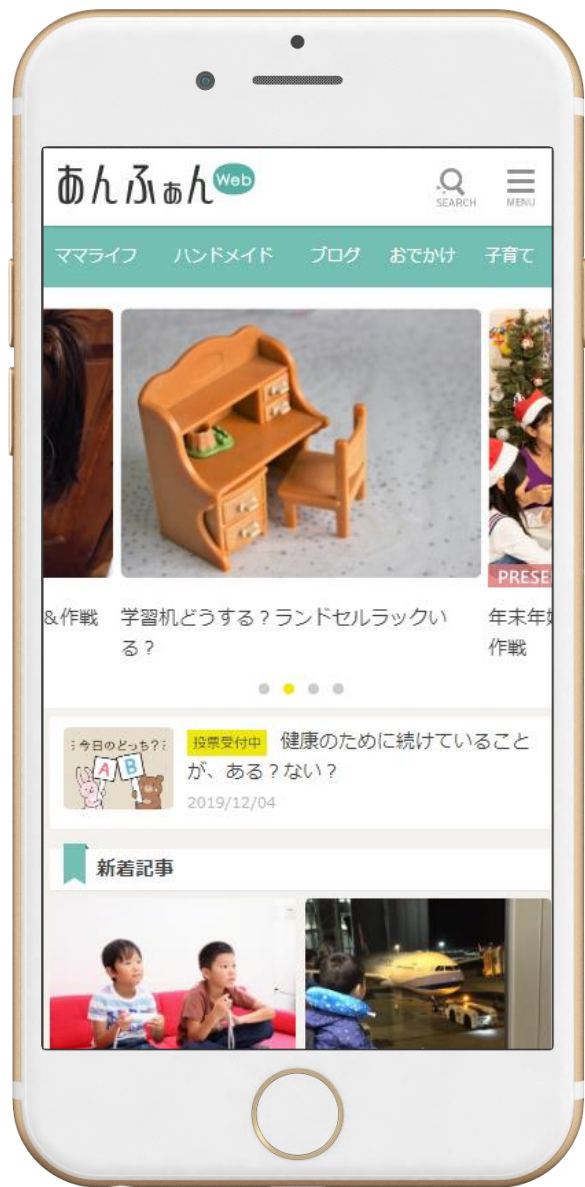 あんふぁん Web
SEARCH
MENU
ママライフ ハンドメイド ブログ おでかけ 子育て
&作戦
学習机どうする?ランドセルラックい
る?
PRESE
年末年
作戦
今日のどっち?
A B
投票受付中 健康のために続けていること
が、ある?ない?
2019/12/04
新着記事